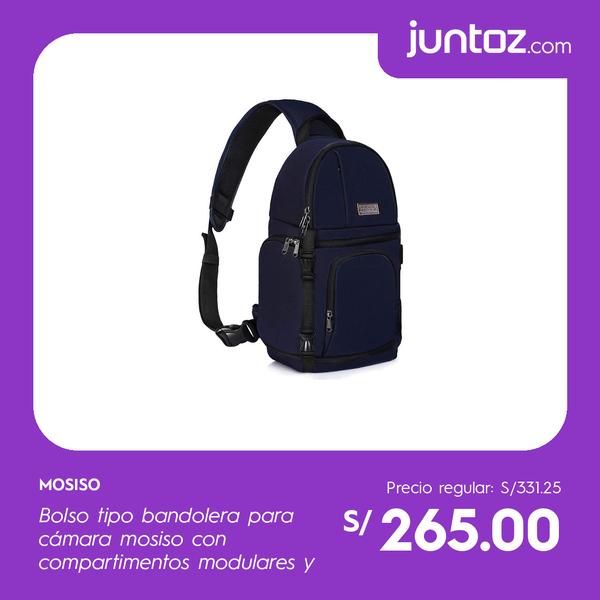 juntoz.com
MOSISO
Bolso tipo bandolera para
cámara mosiso con
compartimentos modulares y
Precio regular: S/331.25
S/ 265.00